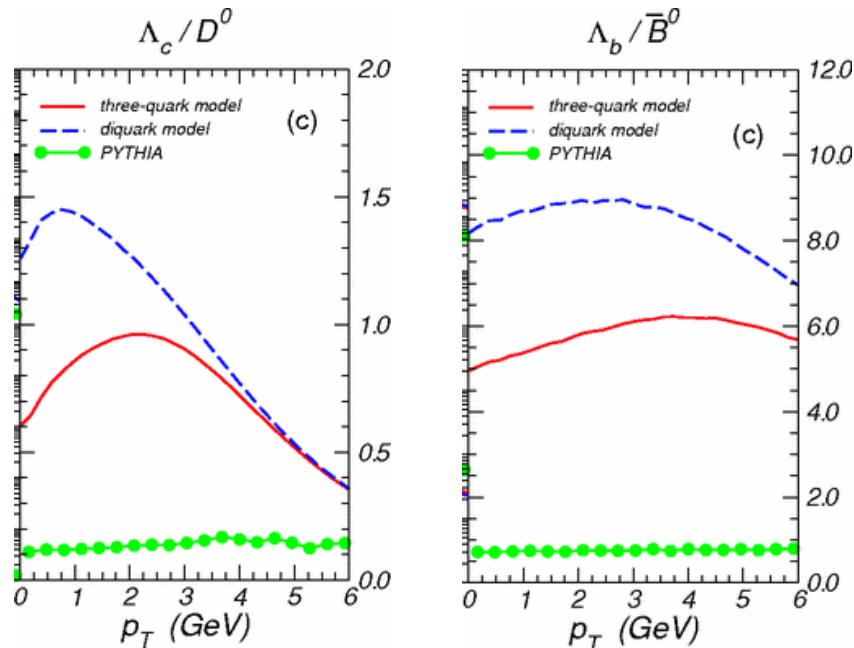 Λc / D⁰
three-quark model
diquark model
PYTHIA
(c)
2.0
1.5
1.0
0.5
0.0
0 1 2 3 4 5 6
pT (GeV)
Λb / B̅⁰
three-quark model
diquark model
PYTHIA
(c)
12.0
10.0
8.0
6.0
4.0
2.0
0.0
0 1 2 3 4 5 6
pT (GeV)